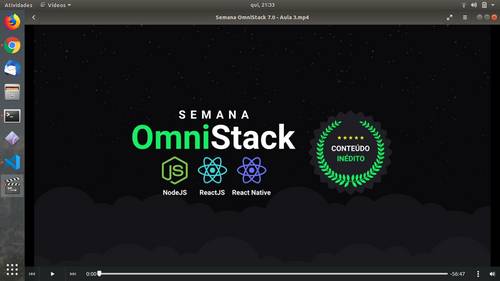 Atividades
Vídeos
qui, 21:33
Semana OmniStack 7.0 - Aula 3.mp4
SEMANA
OmniStack
JS
NodeJS
ReactJS
React Native
CONTEÚDO
INÉDITO
0:00
-56:47